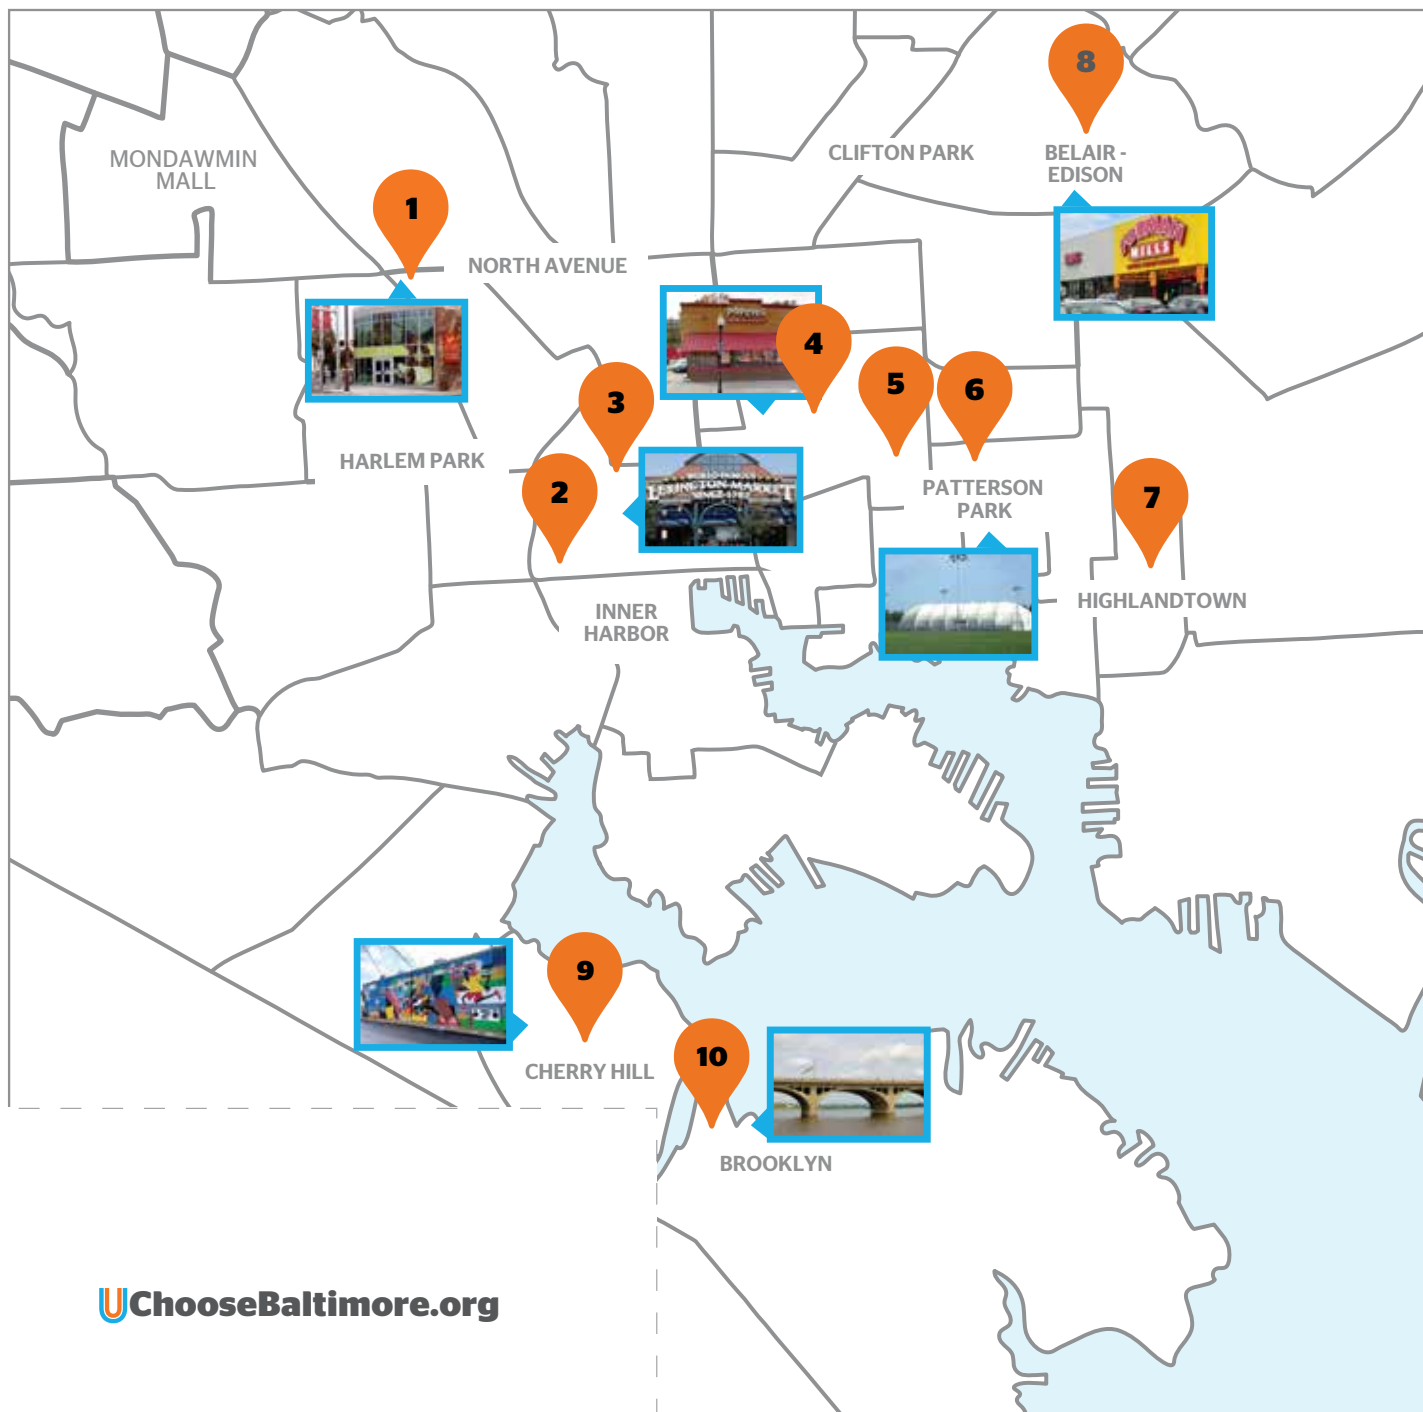 8
MONDAWMIN
MALL
CLIFTON PARK
BELAIR -
EDISON
1
NORTH AVENUE
MILLS
4
5
6
3
HARLEM PARK
2
LEXINGTON MARKET
PATTERSON
PARK
7
INNER
HARBOR
HIGHLANDTOWN
9
10
CHERRY HILL
BROOKLYN
UChooseBaltimore.org